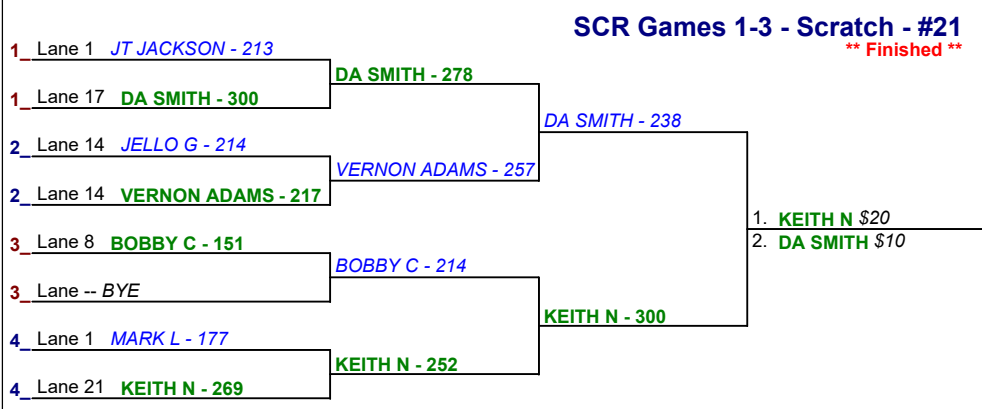 SCR Games 1-3 - Scratch - #21
** Finished **
1_ Lane 1 JT JACKSON - 213
DA SMITH - 278
1_ Lane 17 DA SMITH - 300
DA SMITH - 238
2_ Lane 14 JELLO G - 214
VERNON ADAMS - 257
2_ Lane 14 VERNON ADAMS - 217
1. KEITH N $20
2. DA SMITH $10
3_ Lane 8 BOBBY C - 151
BOBBY C - 214
3_ Lane -- BYE
KEITH N - 300
4_ Lane 1 MARK L - 177
KEITH N - 252
4_ Lane 21 KEITH N - 269